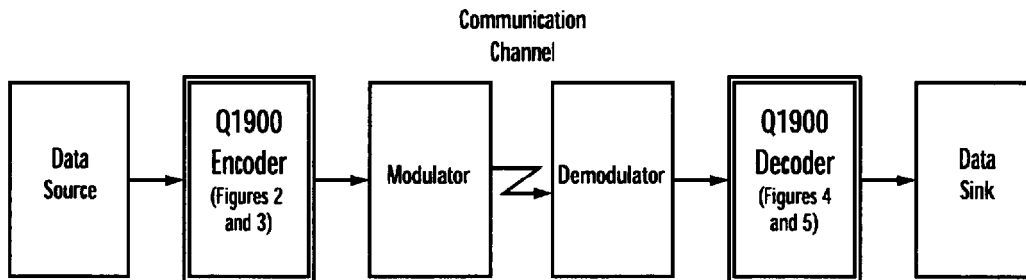 Communication
Channel
Data
Source
Q1900
Encoder
(Figures 2
and 3)
Modulator
Demodulator
Q1900
Decoder
(Figures 4
and 5)
Data
Sink